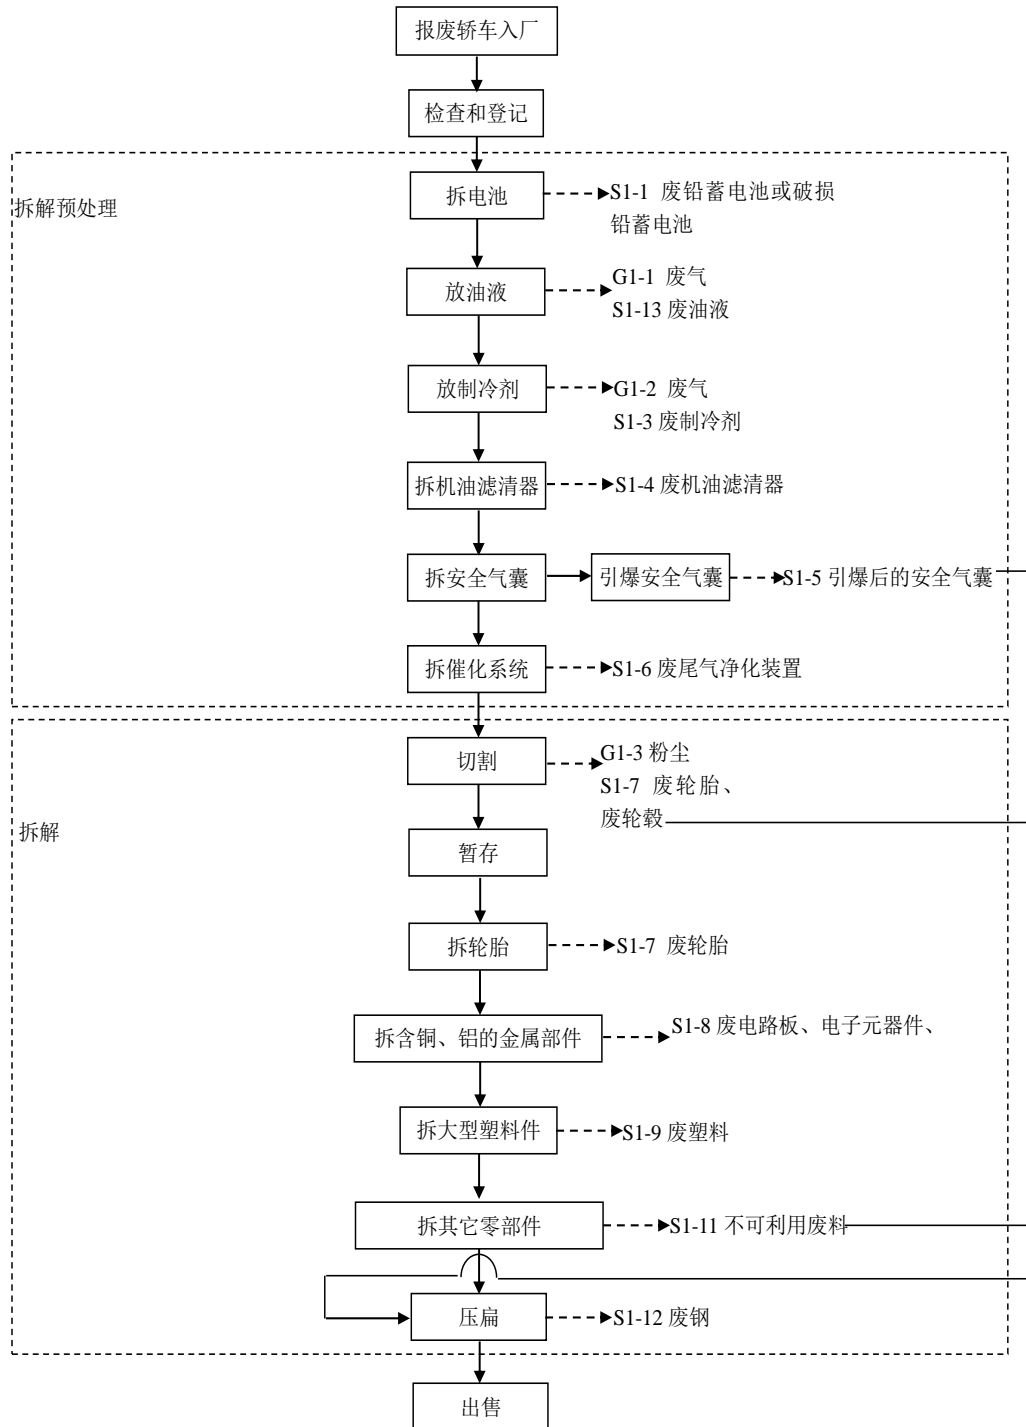 报废轿车入厂
检查和登记
拆解预处理
拆电池
S1-1 废铅蓄电池或破损
铅蓄电池
放油液
G1-1 废气
S1-13 废油液
放制冷剂
G1-2 废气
S1-3 废制冷剂
拆机油滤清器
S1-4 废机油滤清器
拆安全气囊
引爆安全气囊
S1-5 引爆后的安全气囊
拆催化系统
S1-6 废尾气净化装置
拆解
切割
G1-3 粉尘
S1-7 废轮胎、
废轮毂
暂存
拆轮胎
S1-7 废轮胎
拆含铜、铝的金属部件
S1-8 废电路板、电子元器件、
拆大型塑料件
S1-9 废塑料
拆其它零部件
S1-11 不可利用废料
压扁
S1-12 废钢
出售